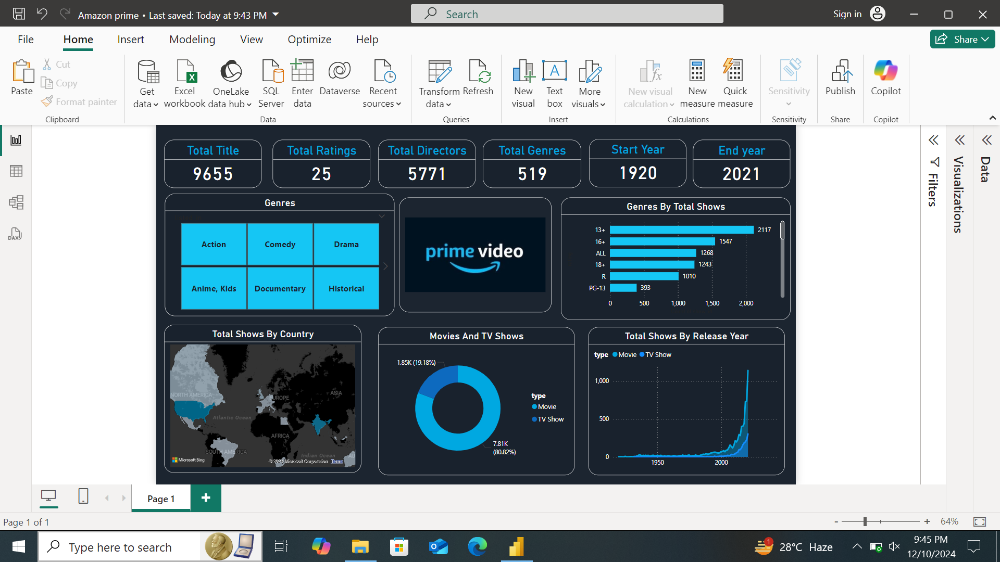 Amazon prime • Last saved: Today at 9:43 PM
Search
Sign in
File
Home
Insert
Modeling
View
Optimize
Help
Share
Paste
Cut
Copy
Format painter
Clipboard
Get data
Excel workbook
OneLake data hub
SQL Server
Enter data
Dataverse
Recent sources
Data
Transform data
Refresh
Queries
New visual
Text box
More visuals
Insert
New visual calculation
New measure
Quick measure
Calculations
Sensitivity
Sensitivity
Publish
Share
Copilot
Copilot
DAX
Total Title
9655
Total Ratings
25
Total Directors
5771
Total Genres
519
Start Year
1920
End year
2021
Genres
Action
Comedy
Drama
Anime, Kids
Documentary
Historical
prime video
Genres By Total Shows
13+ 2117
16+ 1547
ALL 1268
18+ 1243
R 1010
PG-13 393
0 500 1,000 1,500 2,000
Total Shows By Country
NORTH AMERICA
EUROPE
ASIA
Atlantic Ocean
AFRICA
SOUTH AMERICA
Indian Ocean
AU
Microsoft Bing
© 2024 Microsoft Corporation Terms
Movies And TV Shows
1.85K (19.18%)
type
Movie
TV Show
7.81K
(80.82%)
Total Shows By Release Year
type Movie TV Show
1,000
500
0
1950 2000
Filters
Visualizations
Data
Page 1
Page 1 of 1
64%
Type here to search
1
28°C Haze
9:45 PM
12/10/2024